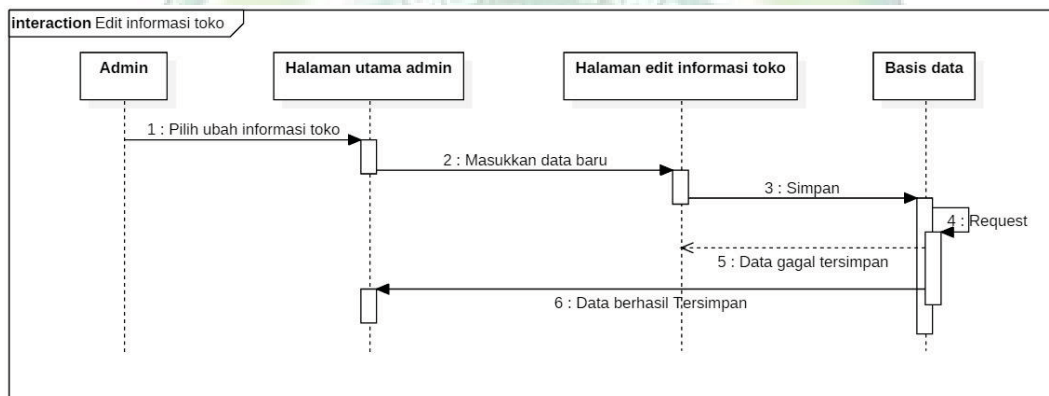 interaction Edit informasi toko
Admin
Halaman utama admin
Halaman edit informasi toko
Basis data
1 : Pilih ubah informasi toko
2 : Masukkan data baru
3 : Simpan
4 : Request
5 : Data gagal tersimpan
6 : Data berhasil Tersimpan